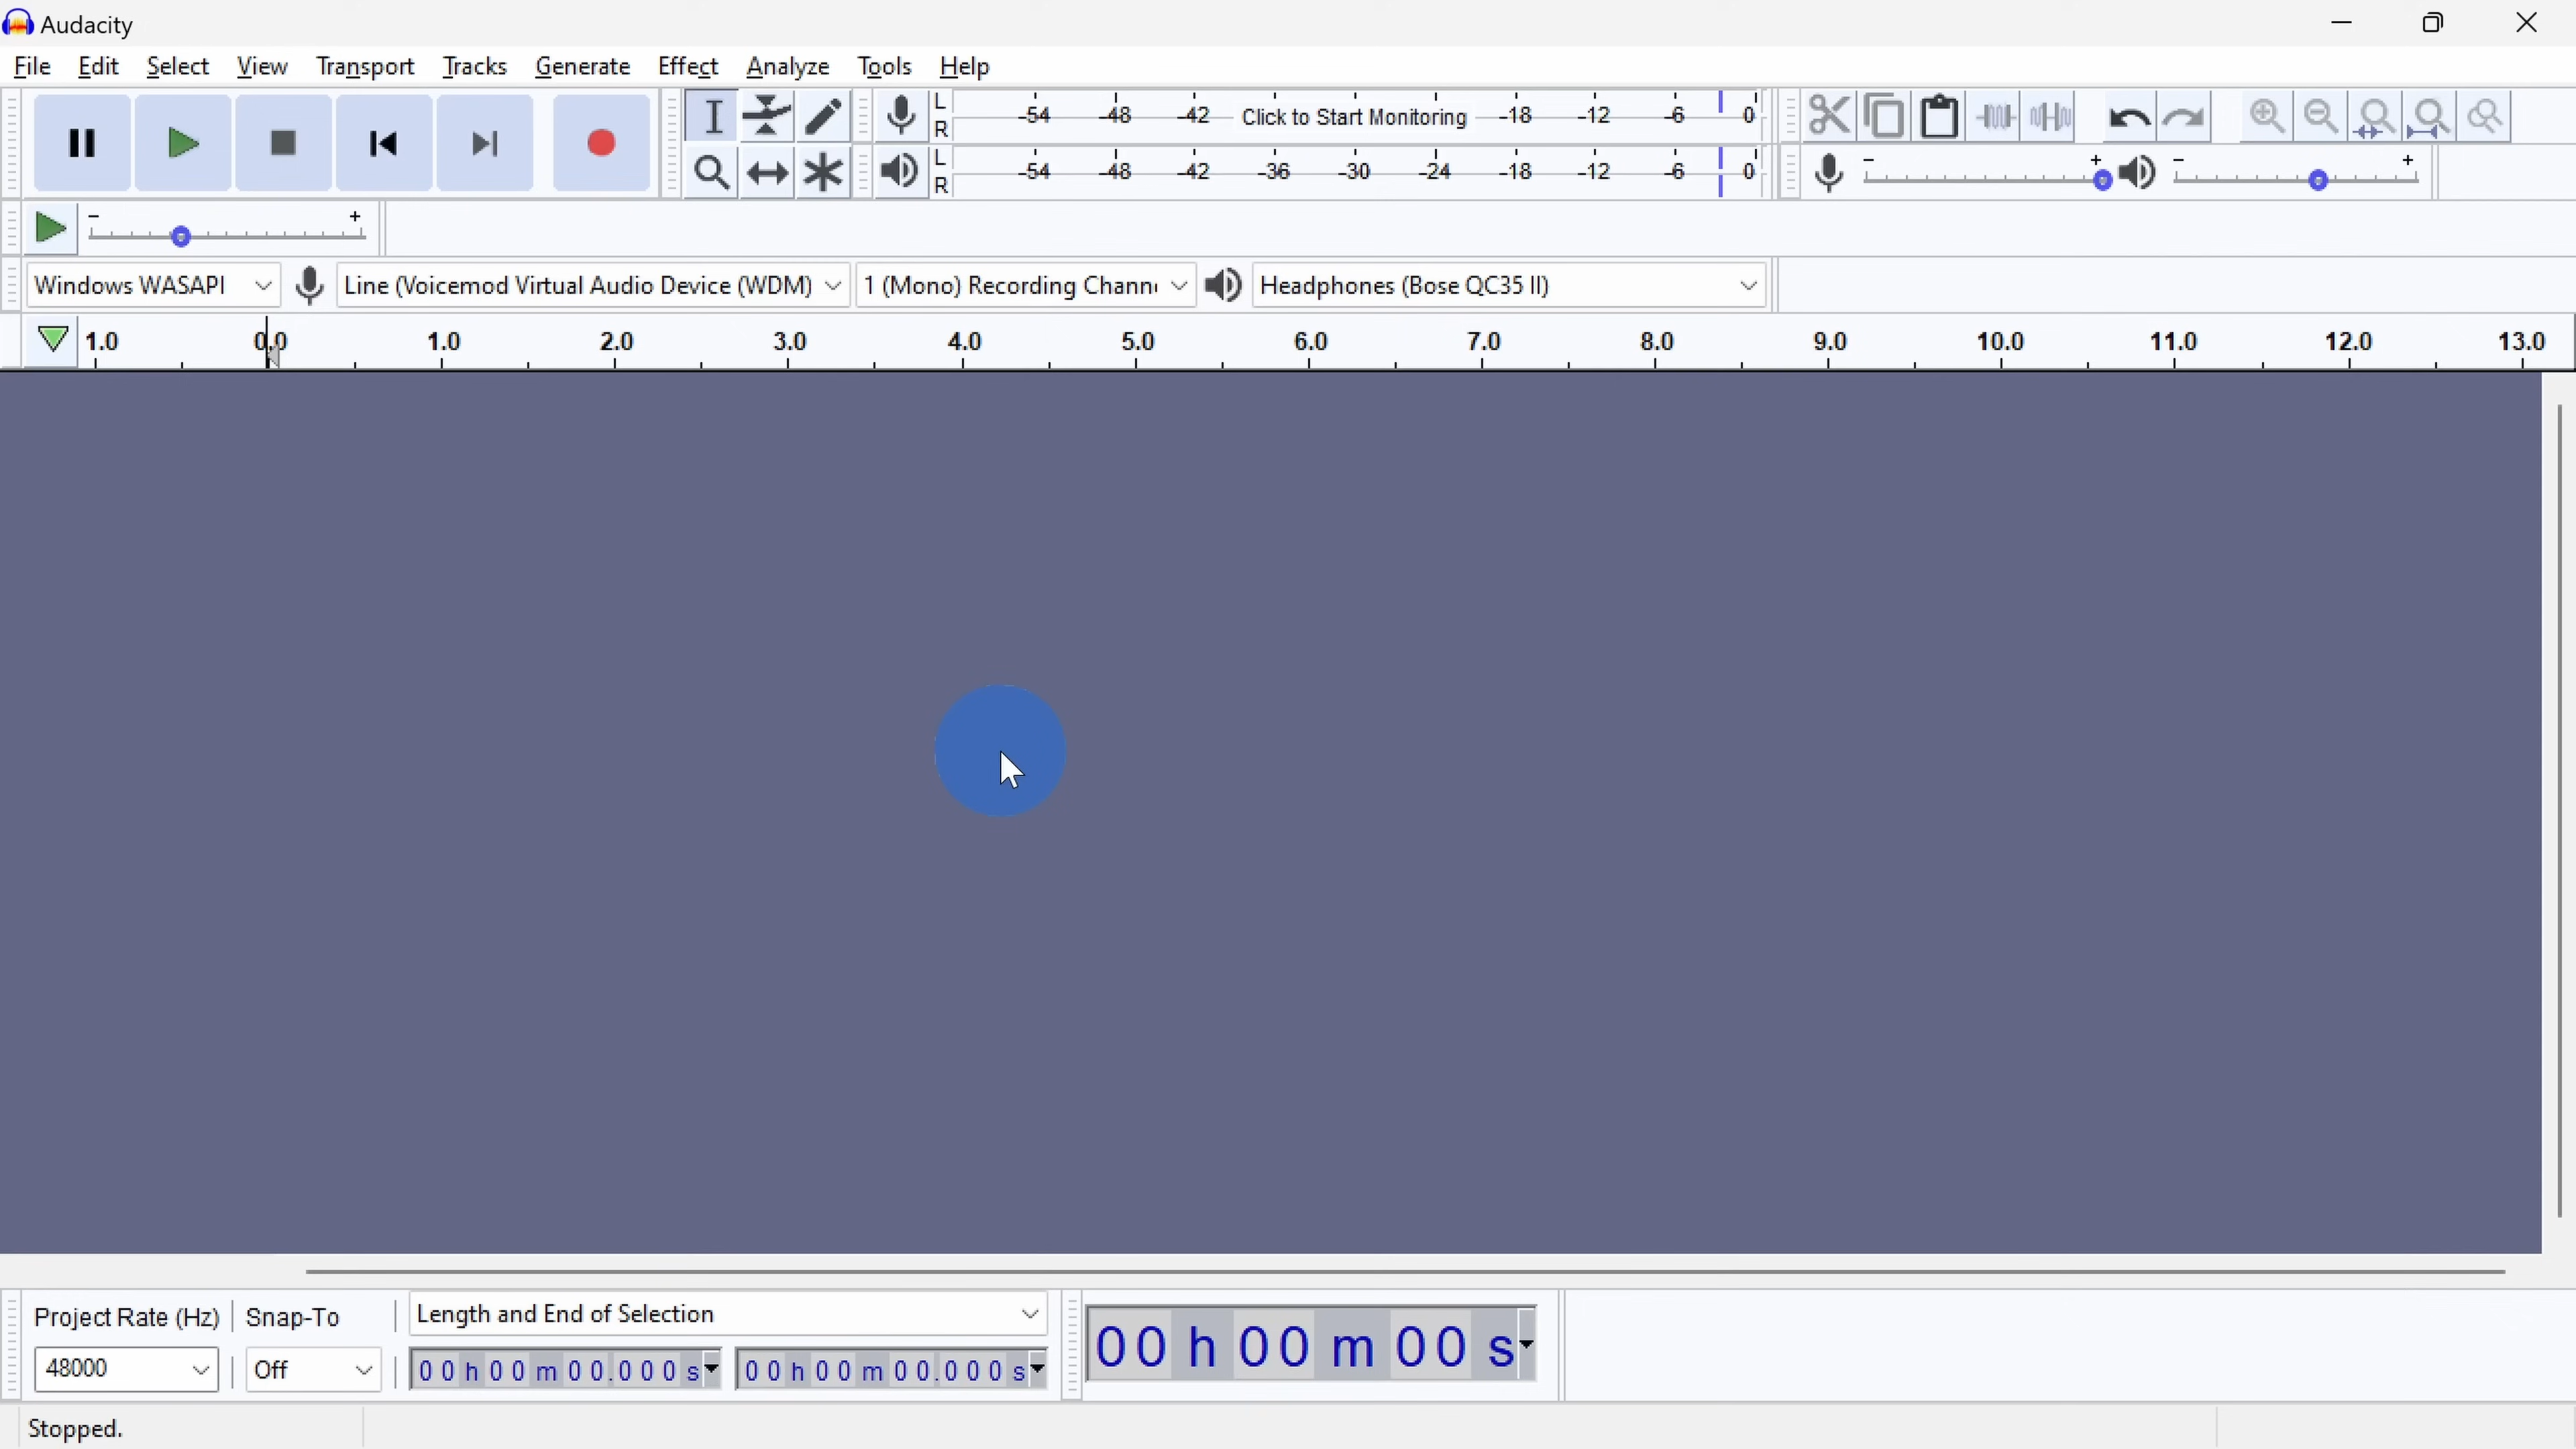 Audacity
File Edit Select View Transport Tracks Generate Effect Analyze Tools Help
L -54 -48 -42 Click to Start Monitoring -18 -12 -6 0
R
L -54 -48 -42 -36 -30 -24 -18 -12 -6 0
R
- +
- +
- +
Windows WASAPI Line (Voicemod Virtual Audio Device (WDM) 1 (Mono) Recording Chann Headphones (Bose QC35 II)
1.0 0.0 1.0 2.0 3.0 4.0 5.0 6.0 7.0 8.0 9.0 10.0 11.0 12.0 13.0
Project Rate (Hz) Snap-To Length and End of Selection
48000 Off 00 h 00 m 00.000 s 00 h 00 m 00.000 s 00 h 00 m 00 s
Stopped.